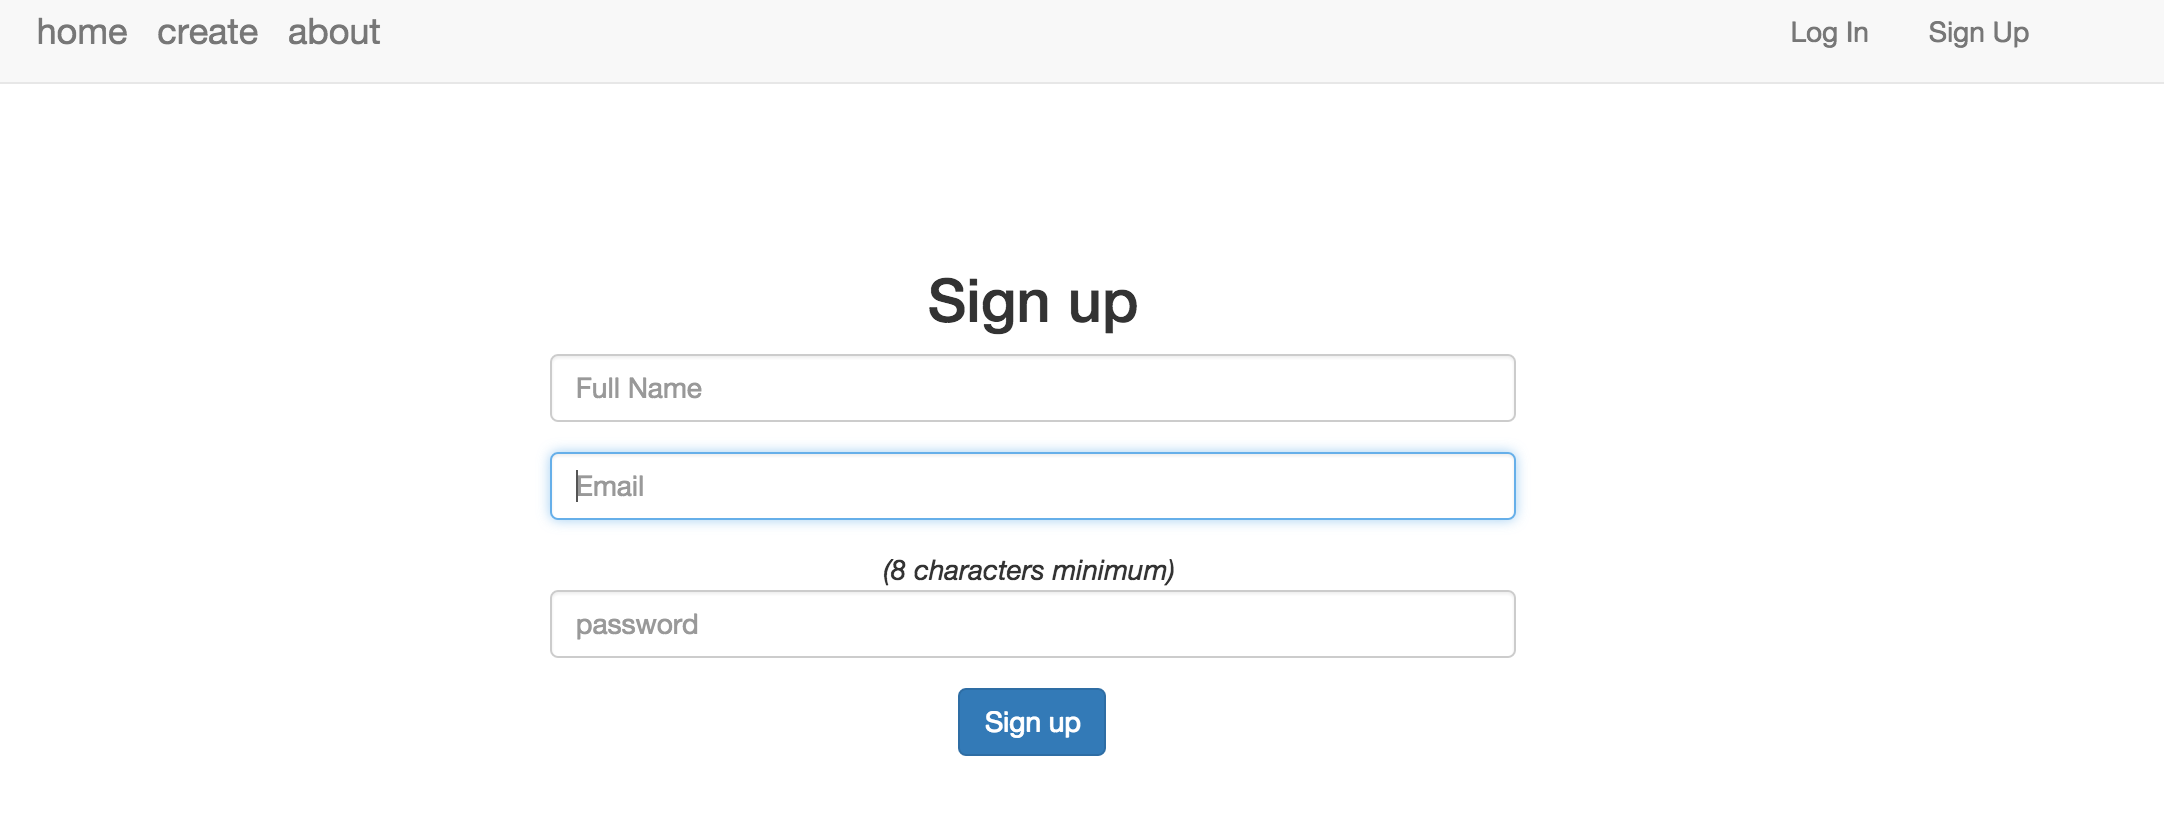 home create about Log In Sign Up
Sign up
Full Name
Email
(8 characters minimum)
password
Sign up